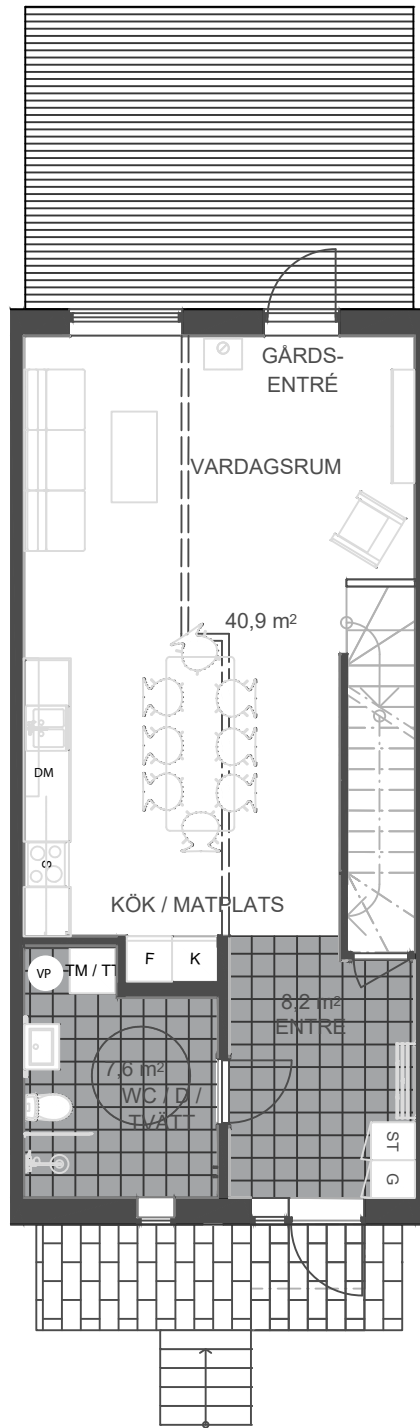 GÅRDS-
ENTRÉ
VARDAGSRUM
40,9 m²
DM
S
KÖK / MATPLATS
F
K
VP
TM / TT
8,2 m²
ENTRÉ
7,6 m²
WC / D /
TVÄTT
ST
G